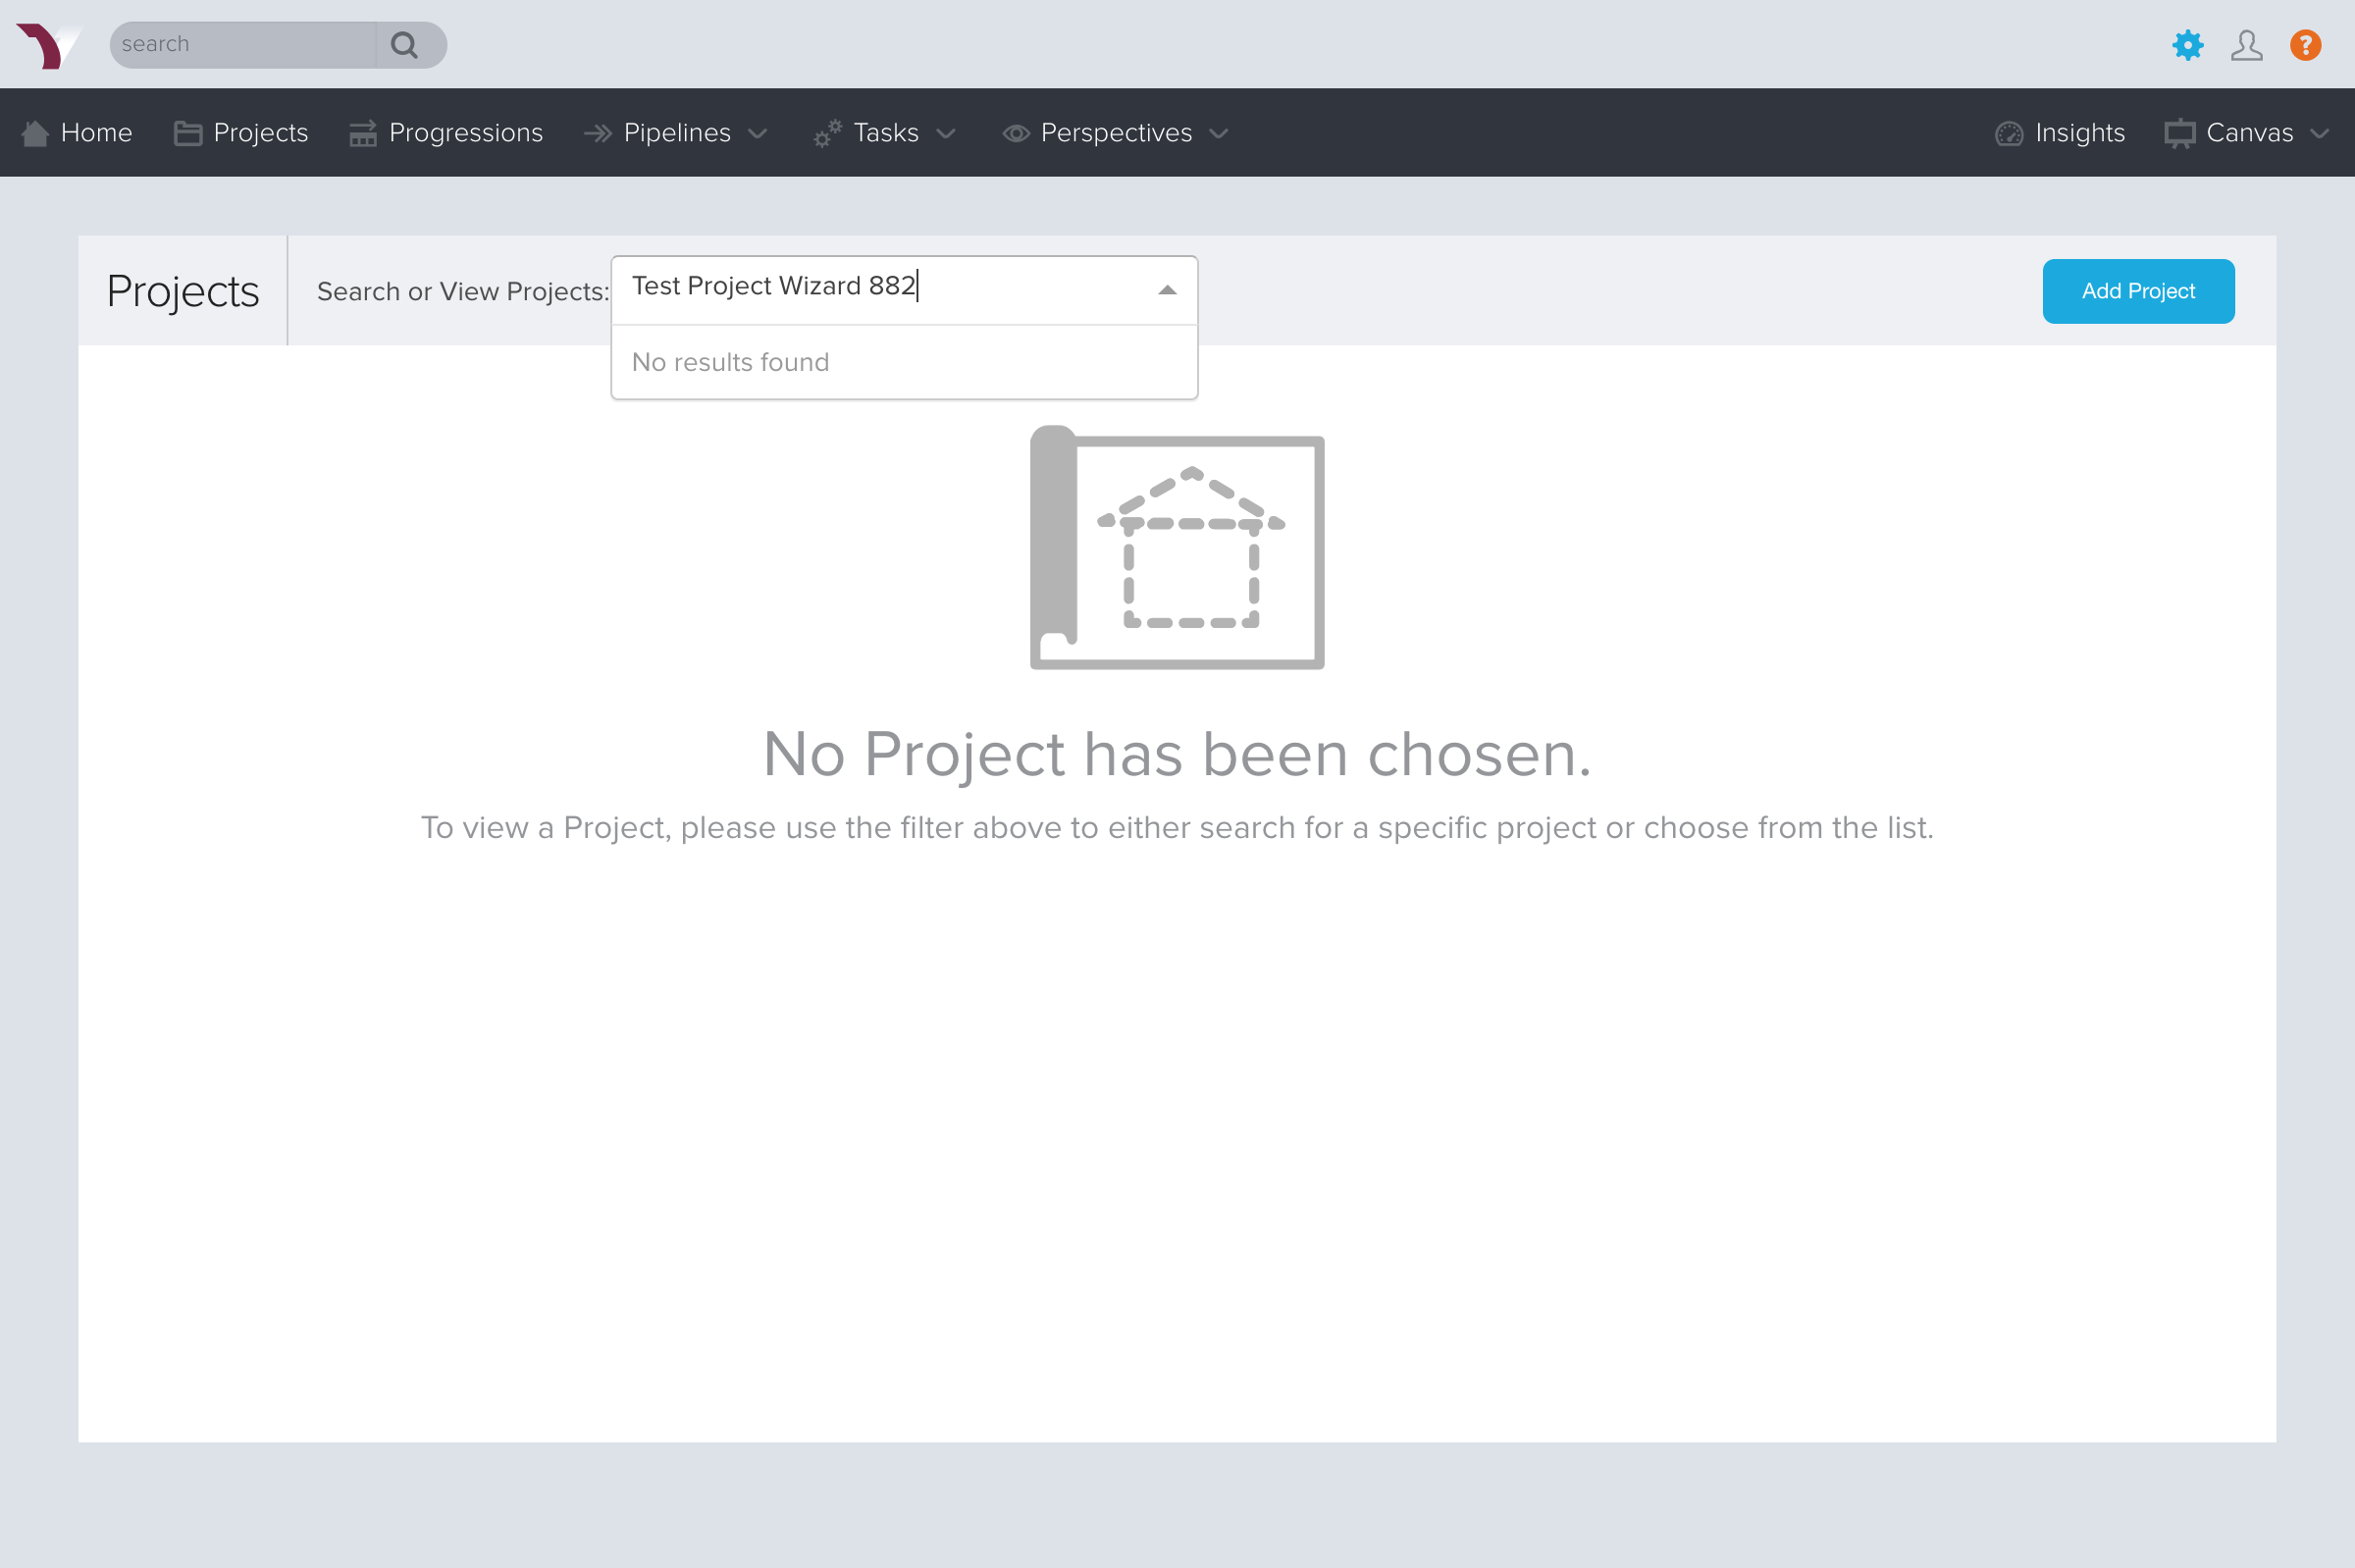 search
Home
Projects
Progressions
Pipelines
Tasks
Perspectives
Insights
Canvas
Projects
Search or View Projects:
Test Project Wizard 882
Add Project
No results found
No Project has been chosen.
To view a Project, please use the filter above to either search for a specific project or choose from the list.